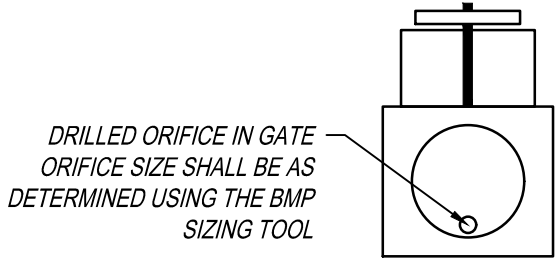 DRILLED ORIFICE IN GATE
ORIFICE SIZE SHALL BE AS
DETERMINED USING THE BMP
SIZING TOOL